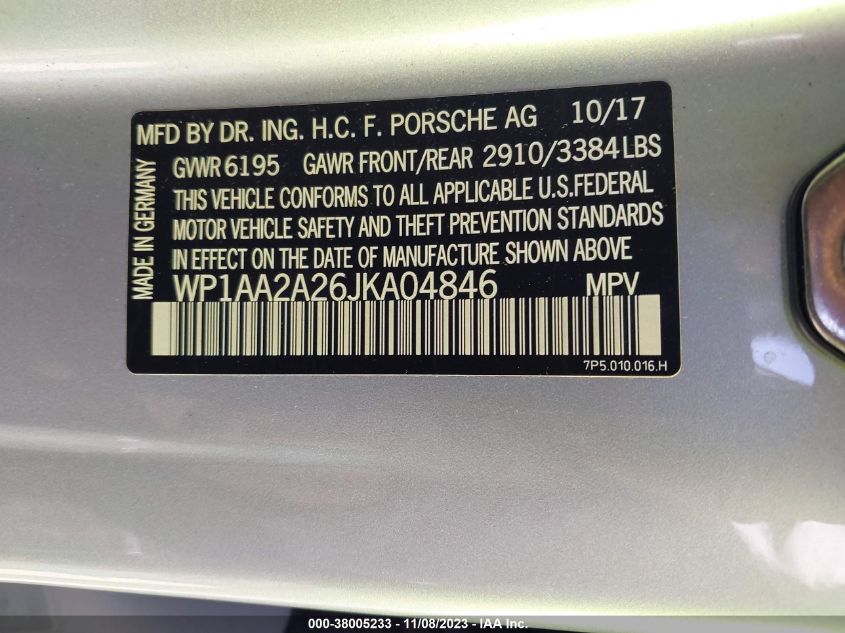 MFD BY DR. ING. H.C. F. PORSCHE AG 10/17
GVWR 6195 GAWR FRONT/REAR 2910/3384 LBS
THIS VEHICLE CONFORMS TO ALL APPLICABLE U.S.FEDERAL
MOTOR VEHICLE SAFETY AND THEFT PREVENTION STANDARDS
IN EFFECT ON THE DATE OF MANUFACTURE SHOWN ABOVE
WP1AA2A26JKA04846 MPV
MADE IN GERMANY
7P5.010.016.H
000-38005233 - 11/08/2023 - IAA Inc.